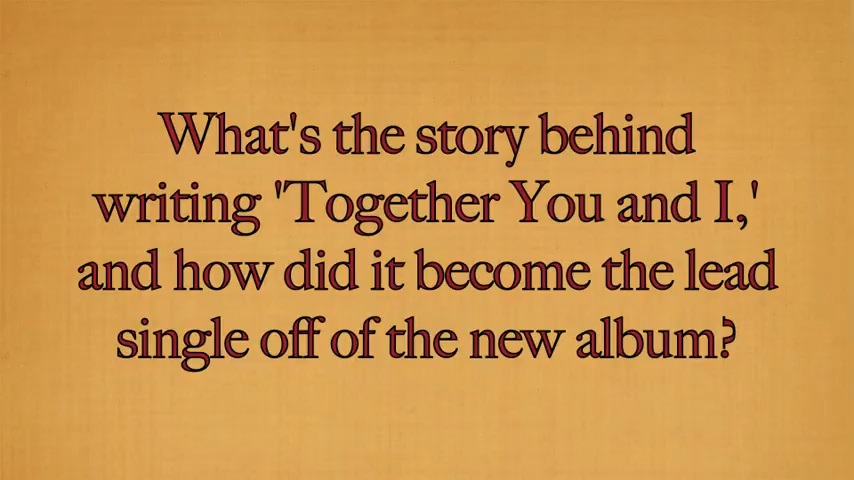 What's the story behind
writing 'Together You and I,'
and how did it become the lead
single off of the new album?